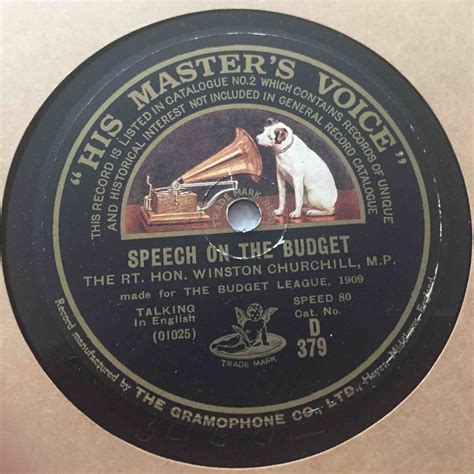 "HIS MASTER'S VOICE"
THIS RECORD IS LISTED IN CATALOGUE NO.2 WHICH CONTAINS RECORDS OF UNIQUE
AND HISTORICAL INTEREST NOT INCLUDED IN GENERAL RECORD CATALOGUE
TRADE MARK
SPEECH ON THE BUDGET
THE RT. HON. WINSTON CHURCHILL, M.P.
made for THE BUDGET LEAGUE, 1909
TALKING
In English
(01025)
SPEED 80
Cat. No.
D
379
TRADE MARK
Record manufactured by THE GRAMOPHONE CO., LTD., Hayes, Middlesex, England.